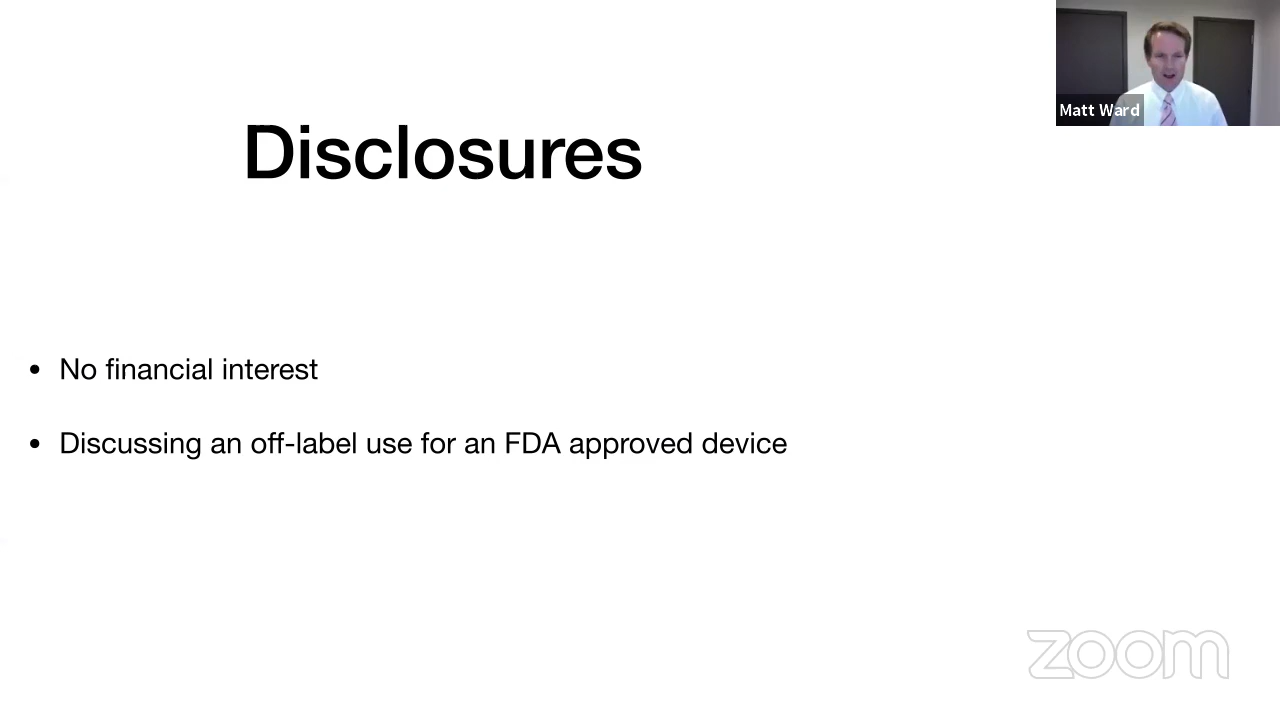 Matt Ward
Disclosures
• No financial interest
• Discussing an off-label use for an FDA approved device
zoom